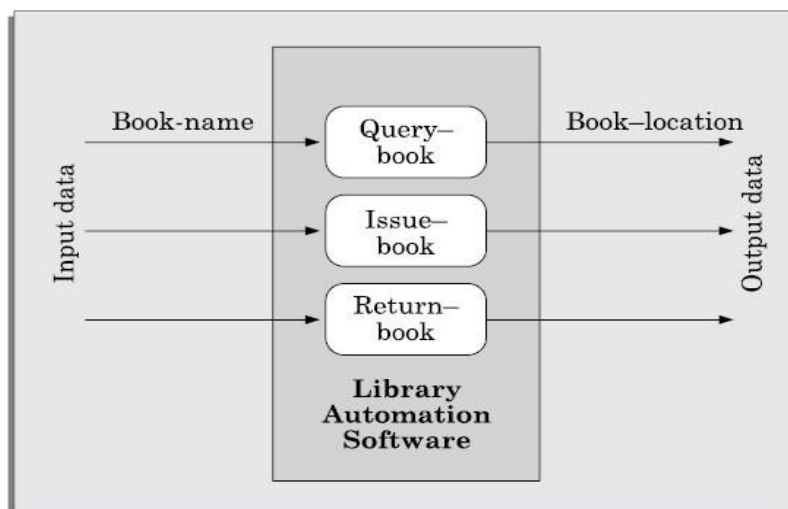 Book-name
Query–
book
Book–location
Input data
Issue–
book
Output data
Return–
book
Library
Automation
Software